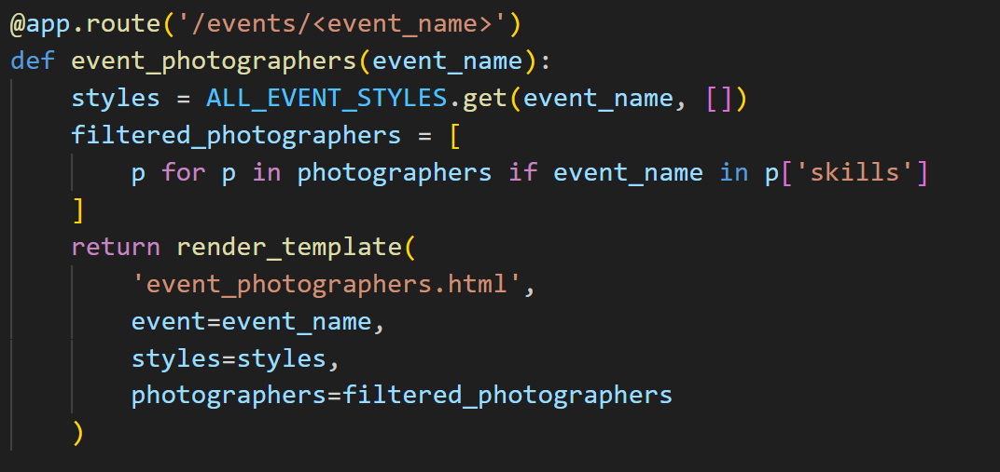 @app.route('/events/<event_name>')
def event_photographers(event_name):
    styles = ALL_EVENT_STYLES.get(event_name, [])
    filtered_photographers = [
        p for p in photographers if event_name in p['skills']
    ]
    return render_template(
        'event_photographers.html',
        event=event_name,
        styles=styles,
        photographers=filtered_photographers
    )